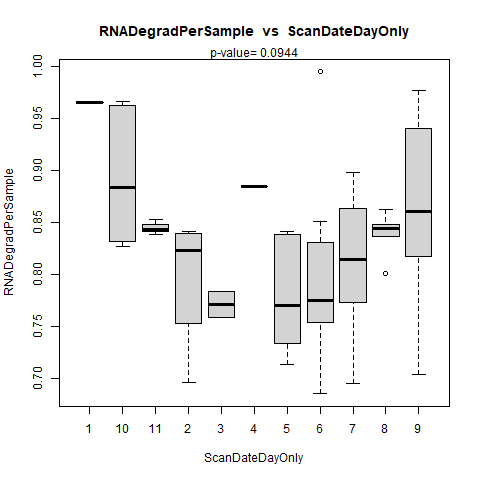 RNADegradPerSample vs ScanDateDayOnly
p-value= 0.0944
1.00
0.95
0.90
0.85
0.80
0.75
0.70
RNADegradPerSample
1 10 11 2 3 4 5 6 7 8 9
ScanDateDayOnly